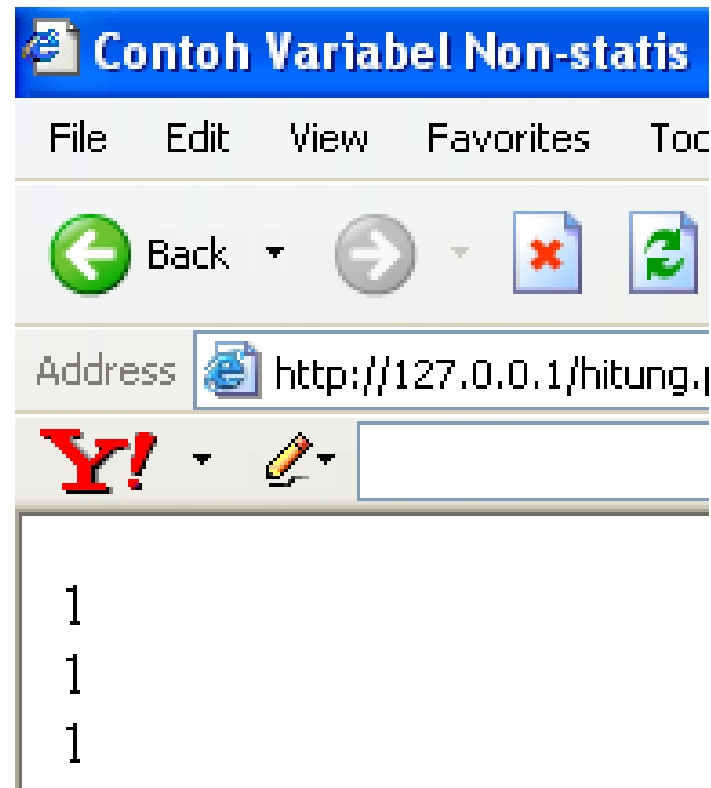 Contoh Variabel Non-statis
File Edit View Favorites Too
Back
Address http://127.0.0.1/hitung.p
Y!
1
1
1